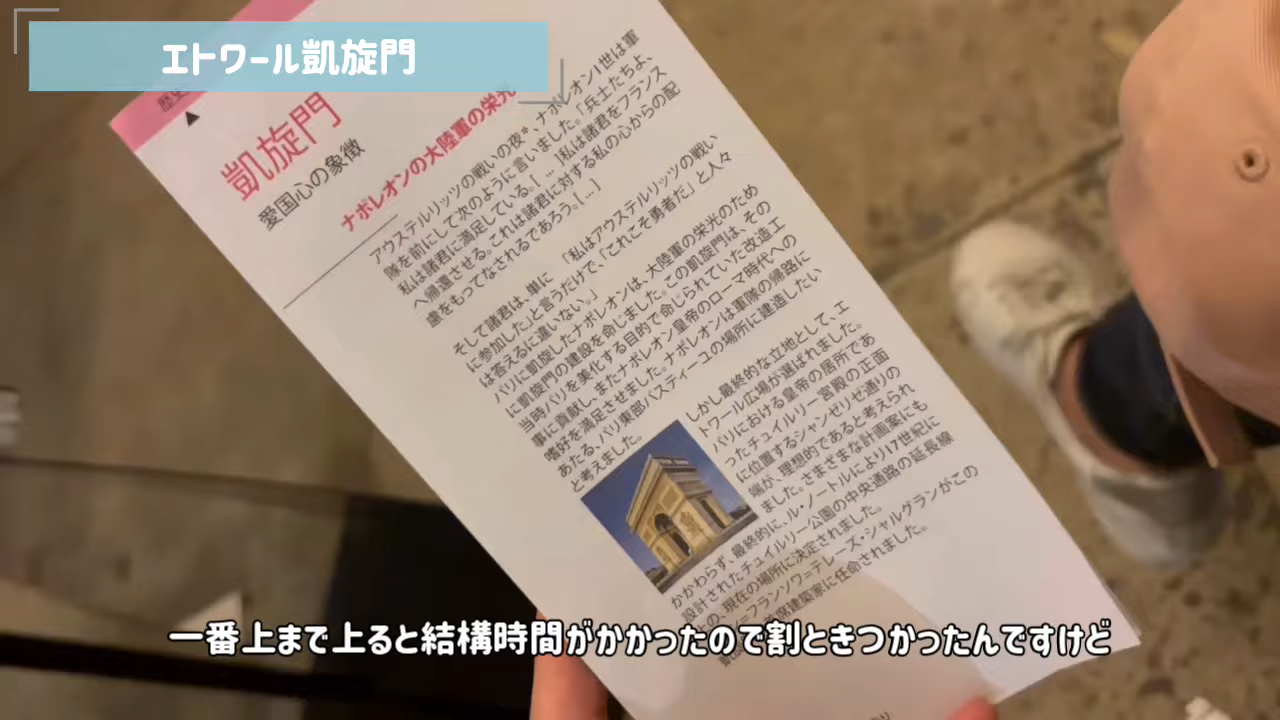 エトワール凱旋門
歴史
凱旋門
愛国心の象徴
ナポレオンの大陸軍の栄光
アウステルリッツの戦いの夜*、ナポレオン1世は軍
隊を前にして次のように言いました。「兵士たちよ、
私は諸君に満足している。[ … ]私は諸君をフランス
へ帰還させる。これは諸君に対する私の心からの配
慮をもってなされるであろう。[…]
そして諸君は、単に 「私はアウステルリッツの戦い
に参加した」と言うだけで、「これこそ勇者だ」と人々
は答えるに違いない。」
パリに凱旋したナポレオンは、大陸軍の栄光のため
に凱旋門の建設を命じました。この凱旋門は、その
当時パリを美化する目的で命じられていた改造工
事に貢献し、またナポレオン皇帝のローマ時代への
嗜好を満足させました。ナポレオンは軍隊の帰路に
あたる、パリ東部バスティーユの場所に建造したい
と考えました。
しかし最終的な立地として、エ
トワール広場が選ばれました。
パリにおける皇帝の居所であ
ったチュイルリー宮殿の正面
に位置するシャンゼリゼ通りの
端が、理想的であると考えられ
ました。さまざまな計画案にも
かかわらず、最終的に、ル・ノートルにより17世紀に
設計されたチュイルリー公園の中央通路の延長線
の、現在の場所に決定されました。
フランソワ=テレーズ・シャルグランがこの
席建築家に任命されました。
一番上まで上ると結構時間がかかったので割ときつかったんですけど